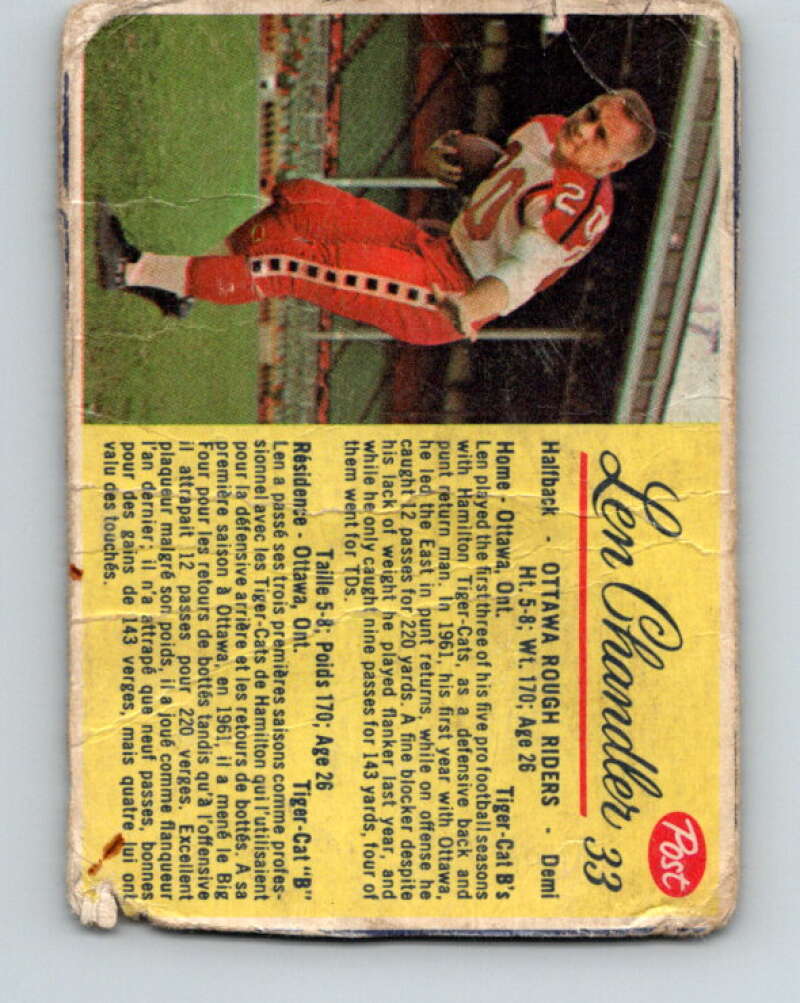 Len Chandler 33
Post
Halfback - OTTAWA ROUGH RIDERS - Demi
Ht. 5-8; Wt. 170; Age 26
Home - Ottawa, Ont. Tiger-Cat B's
Len played the first three of his five pro football seasons
with Hamilton Tiger-Cats, as a defensive back and
punt return man. In 1961, his first year with Ottawa,
he led the East in punt returns, while on offense he
caught 12 passes for 220 yards. A fine blocker despite
his lack of weight he played flanker last year, and
while he only caught nine passes for 143 yards, four of
them went for TDs.
Taille 5-8; Poids 170; Age 26
Résidence - Ottawa, Ont. Tiger-Cat "B"
Len a passé ses trois premières saisons comme profes-
sionnel avec les Tiger-Cats de Hamilton qui l'utilisaient
pour la défensive arrière et les retours de bottés. A sa
première saison à Ottawa, en 1961, il a mené le Big
Four pour les retours de bottés tandis qu'à l'offensive
il attrapait 12 passes pour 220 verges. Excellent
plaqueur malgré son poids, il a joué comme flanqueur
l'an dernier; il n'a attrapé que neuf passes, bonnes
pour des gains de 143 verges, mais quatre lui ont
valu des touchés.
20